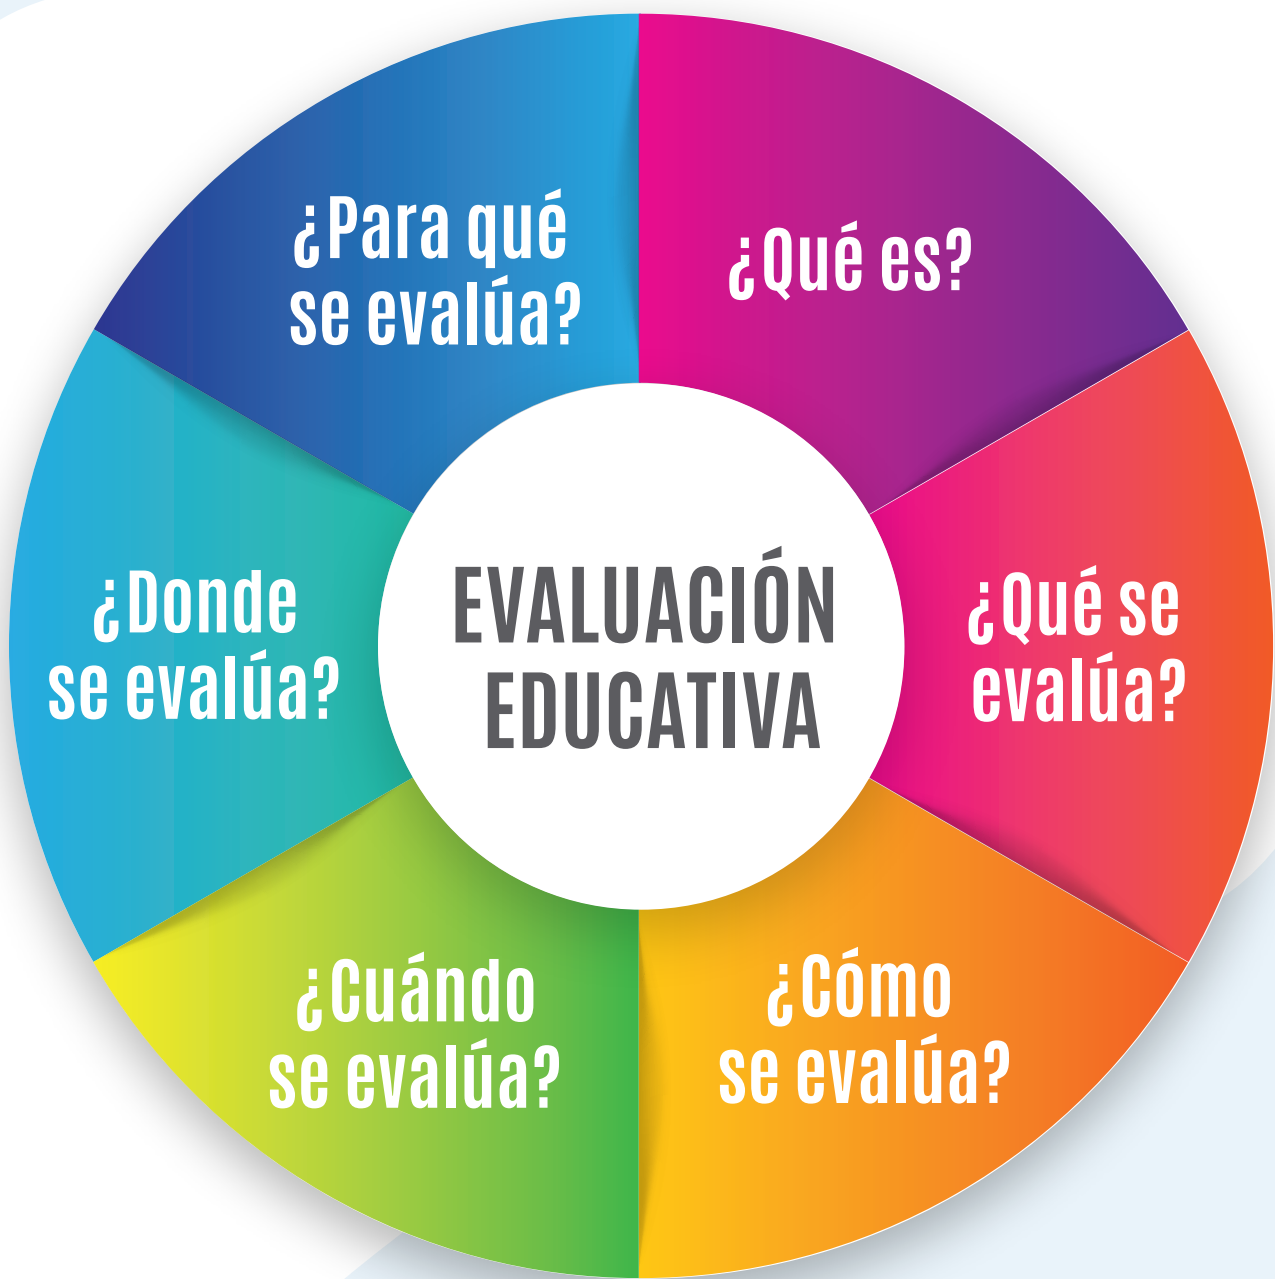 ¿Para qué
se evalúa?
¿Qué es?
¿Donde
se evalúa?
EVALUACIÓN
EDUCATIVA
¿Qué se
evalúa?
¿Cuándo
se evalúa?
¿Cómo
se evalúa?